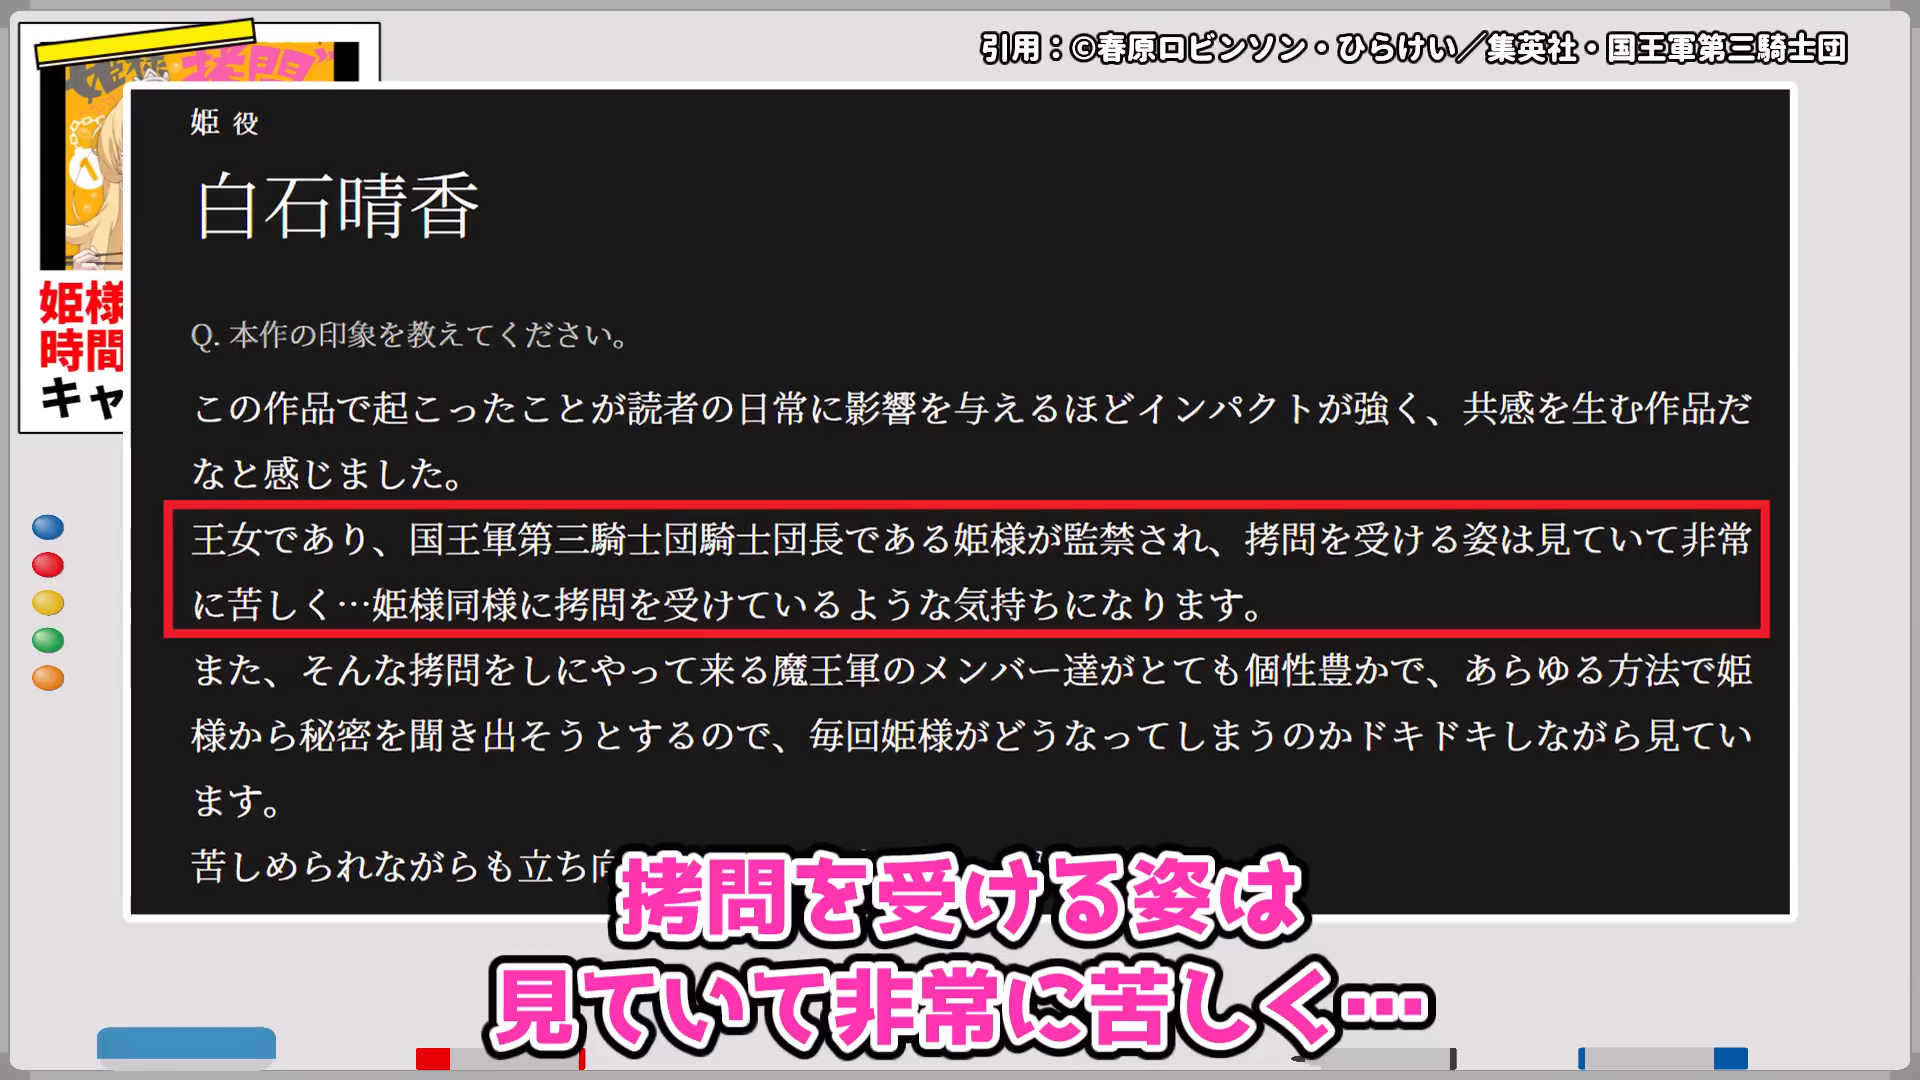 引用：©春原ロビンソン・ひらけい／集英社・国王軍第三騎士団
姫様
時間
キャ
姫 役
白石晴香
Q. 本作の印象を教えてください。
この作品で起こったことが読者の日常に影響を与えるほどインパクトが強く、共感を生む作品だ
なと感じました。
王女であり、国王軍第三騎士団騎士団長である姫様が監禁され、拷問を受ける姿は見ていて非常
に苦しく…姫様同様に拷問を受けているような気持ちになります。
また、そんな拷問をしにやって来る魔王軍のメンバー達がとても個性豊かで、あらゆる方法で姫
様から秘密を聞き出そうとするので、毎回姫様がどうなってしまうのかドキドキしながら見てい
ます。
苦しめられながらも立ち向
拷問を受ける姿は
見ていて非常に苦しく…